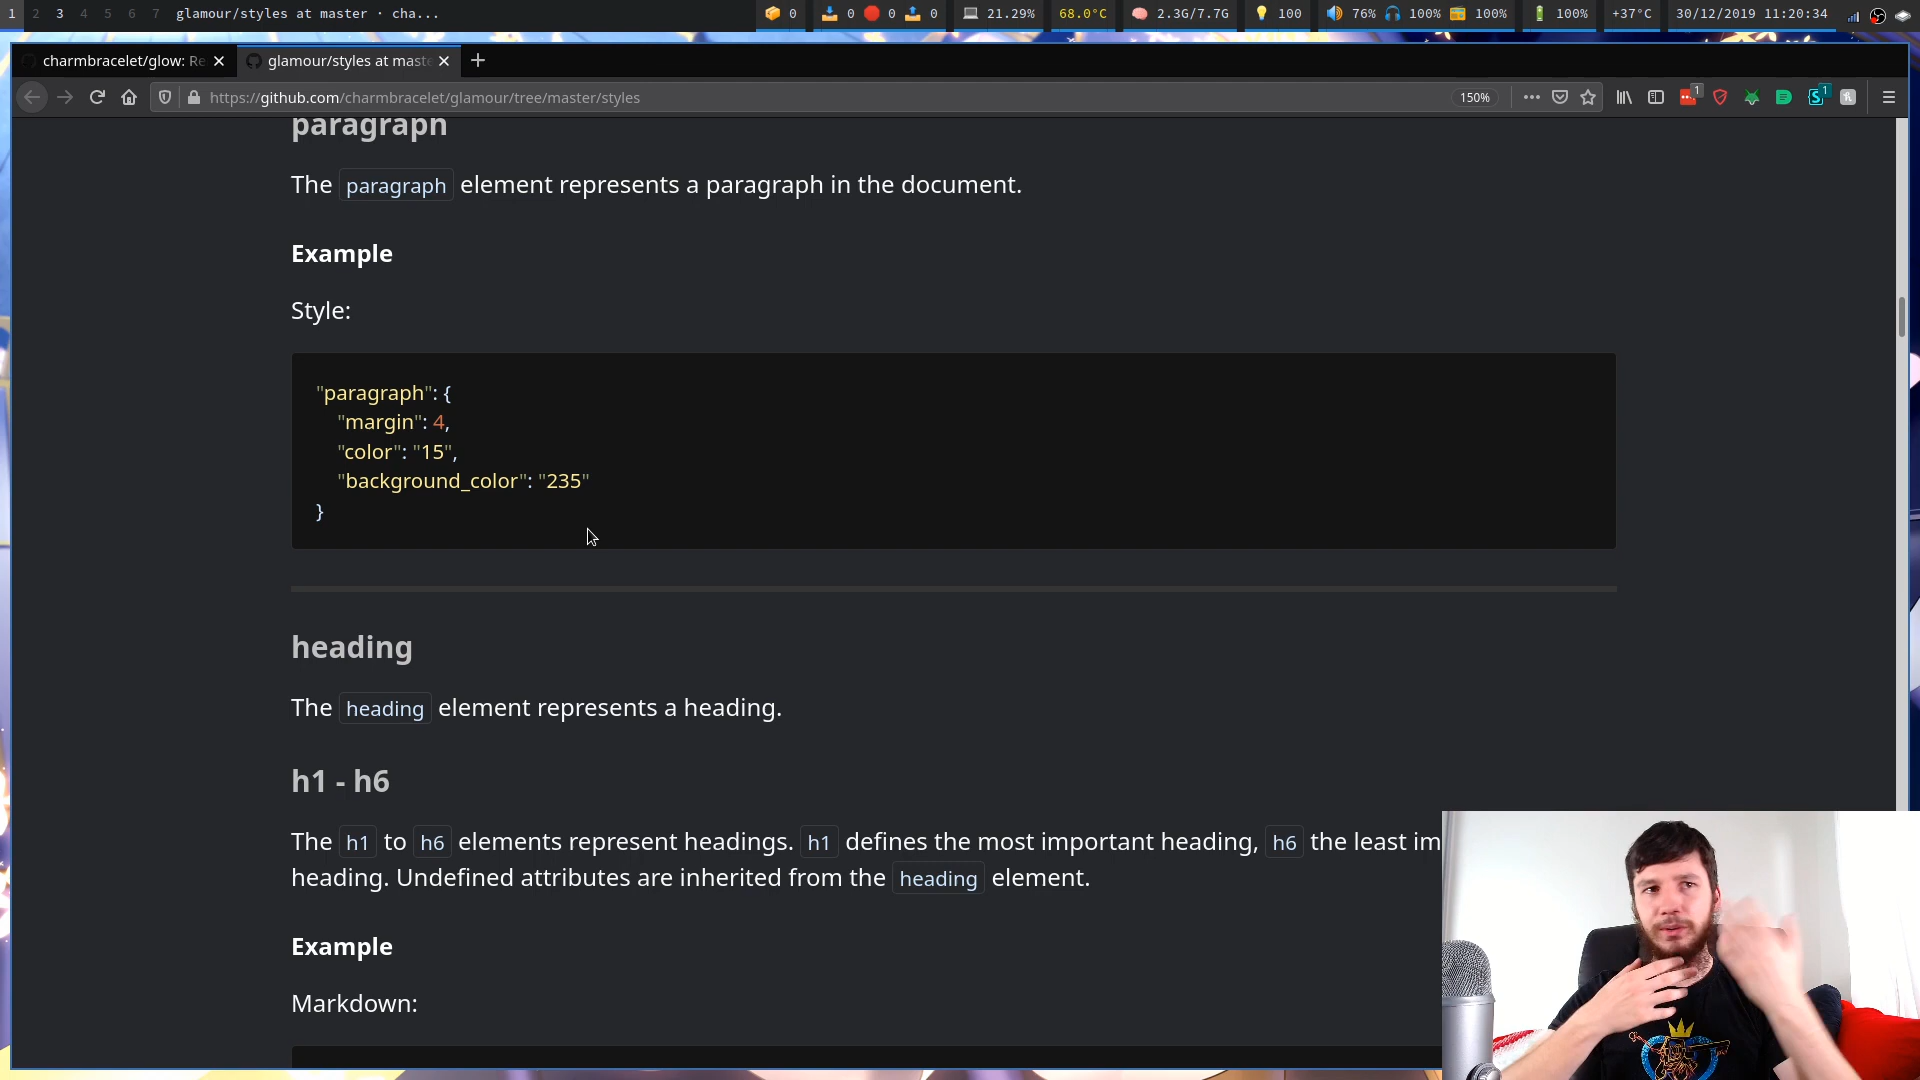 1 2 3 4 5 6 7 glamour/styles at master · cha... 0 0 0 0 21.29% 68.0°C 2.3G/7.7G 100 76% 100% 100% 100% +37°C 30/12/2019 11:20:34
charmbracelet/glow: Re glamour/styles at maste
https://github.com/charmbracelet/glamour/tree/master/styles 150% 1 1
paragraph
The paragraph element represents a paragraph in the document.
Example
Style:
"paragraph": {
"margin": 4,
"color": "15",
"background_color": "235"
}
heading
The heading element represents a heading.
h1 - h6
The h1 to h6 elements represent headings. h1 defines the most important heading, h6 the least im
heading. Undefined attributes are inherited from the heading element.
Example
Markdown: